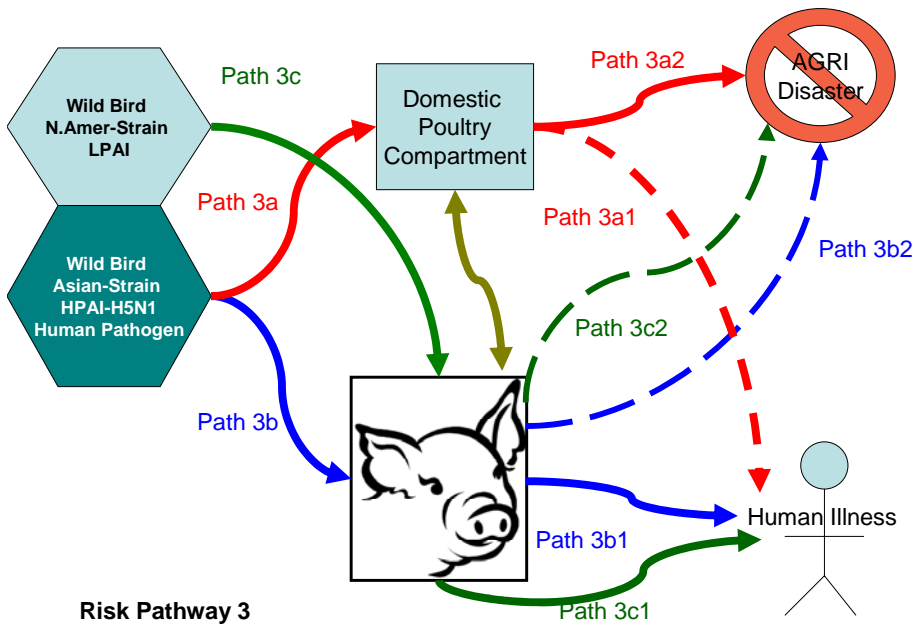 Path 3c
Wild Bird
N.Amer-Strain
LPAI
Domestic
Poultry
Compartment
Path 3a2
AGRI
Disaster
Path 3a
Path 3a1
Wild Bird
Asian-Strain
HPAI-H5N1
Human Pathogen
Path 3b2
Path 3c2
Path 3b
Human Illness
Path 3b1
Path 3c1
Risk Pathway 3